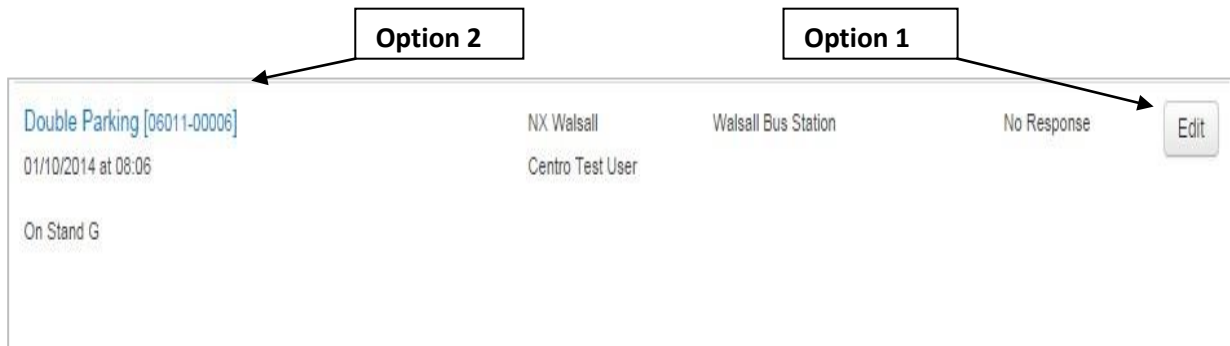 Option 2 Option 1
Double Parking [06011-00006] NX Walsall Walsall Bus Station No Response Edit
01/10/2014 at 08:06 Centro Test User
On Stand G